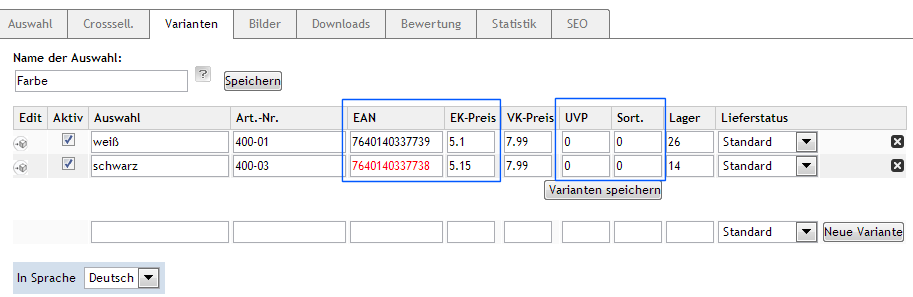 Auswahl Crosssell. Varianten Bilder Downloads Bewertung Statistik SEO
Name der Auswahl:
Farbe ? Speichern
Edit Aktiv Auswahl Art.-Nr. EAN EK-Preis VK-Preis UVP Sort. Lager Lieferstatus
weiß 400-01 7640140337739 5.1 7.99 0 0 26 Standard
schwarz 400-03 7640140337738 5.15 7.99 0 0 14 Standard
Varianten speichern
Standard Neue Variante
In Sprache Deutsch